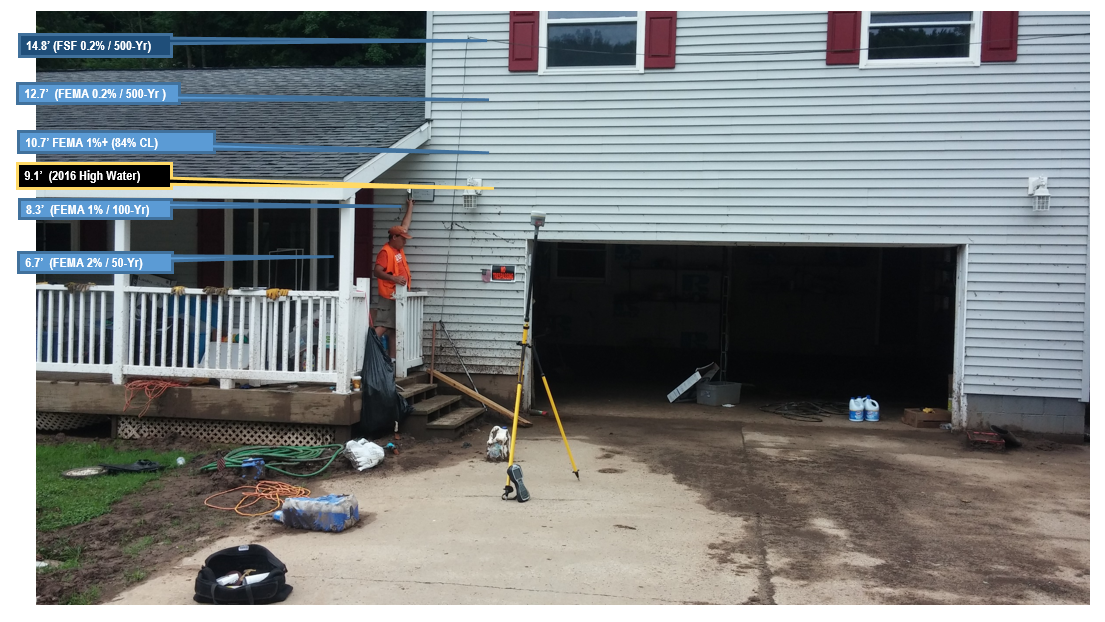 14.8' (FSF 0.2% / 500-Yr)
12.7' (FEMA 0.2% / 500-Yr )
10.7' FEMA 1%+ (84% CL)
9.1' (2016 High Water)
8.3' (FEMA 1% / 100-Yr)
6.7' (FEMA 2% / 50-Yr)